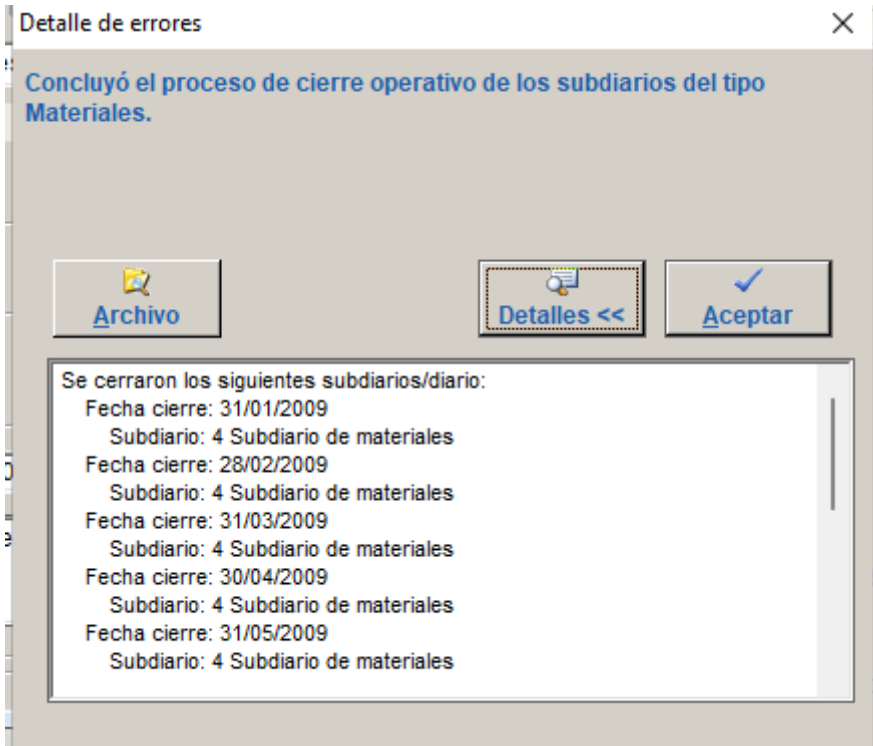 Detalle de errores
Concluyó el proceso de cierre operativo de los subdiarios del tipo
Materiales.
Archivo
Detalles <<
Aceptar
Se cerraron los siguientes subdiarios/diario:
Fecha cierre: 31/01/2009
Subdiario: 4 Subdiario de materiales
Fecha cierre: 28/02/2009
Subdiario: 4 Subdiario de materiales
Fecha cierre: 31/03/2009
Subdiario: 4 Subdiario de materiales
Fecha cierre: 30/04/2009
Subdiario: 4 Subdiario de materiales
Fecha cierre: 31/05/2009
Subdiario: 4 Subdiario de materiales